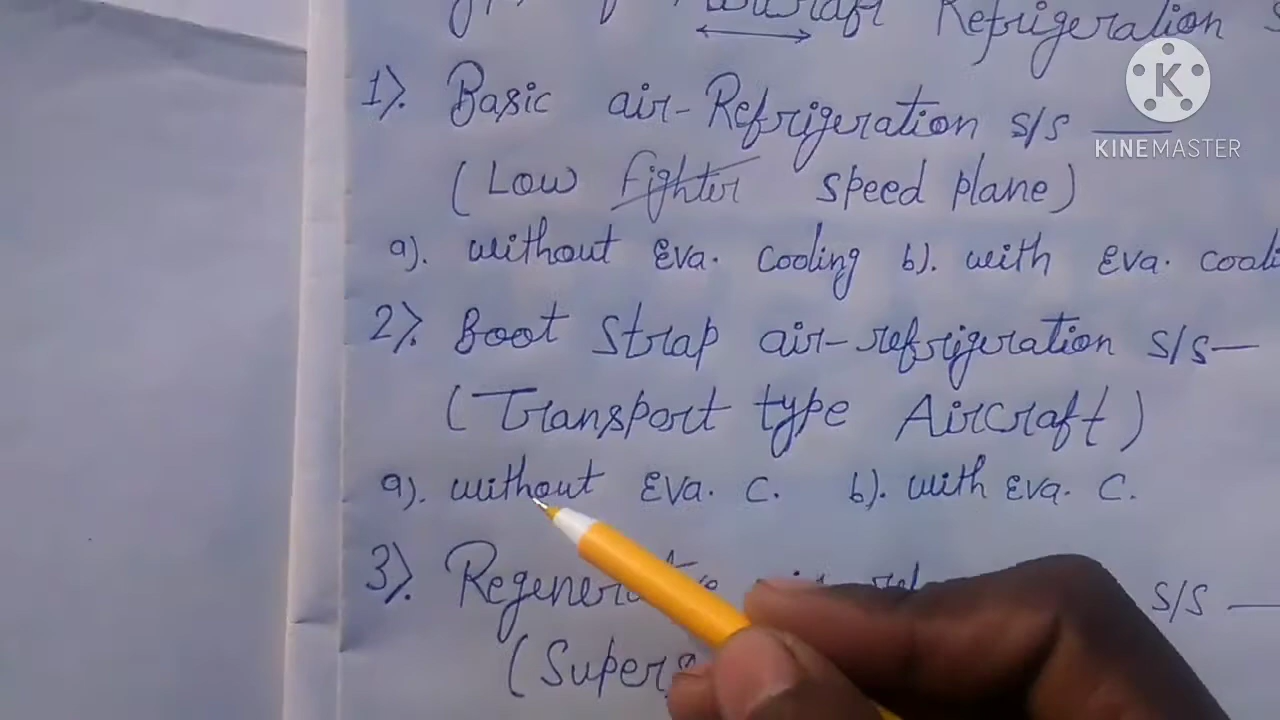 Aircraft Refrigeration
1). Basic air-Refrigeration s/s —
(Low fighter speed plane)
a). without Eva. cooling b). with Eva.
2). Boot Strap air-refrigeration s/s —
(Transport type Aircraft)
a). without Eva. C. b). with Eva. C.
3). s/s —
K
KINEMASTER